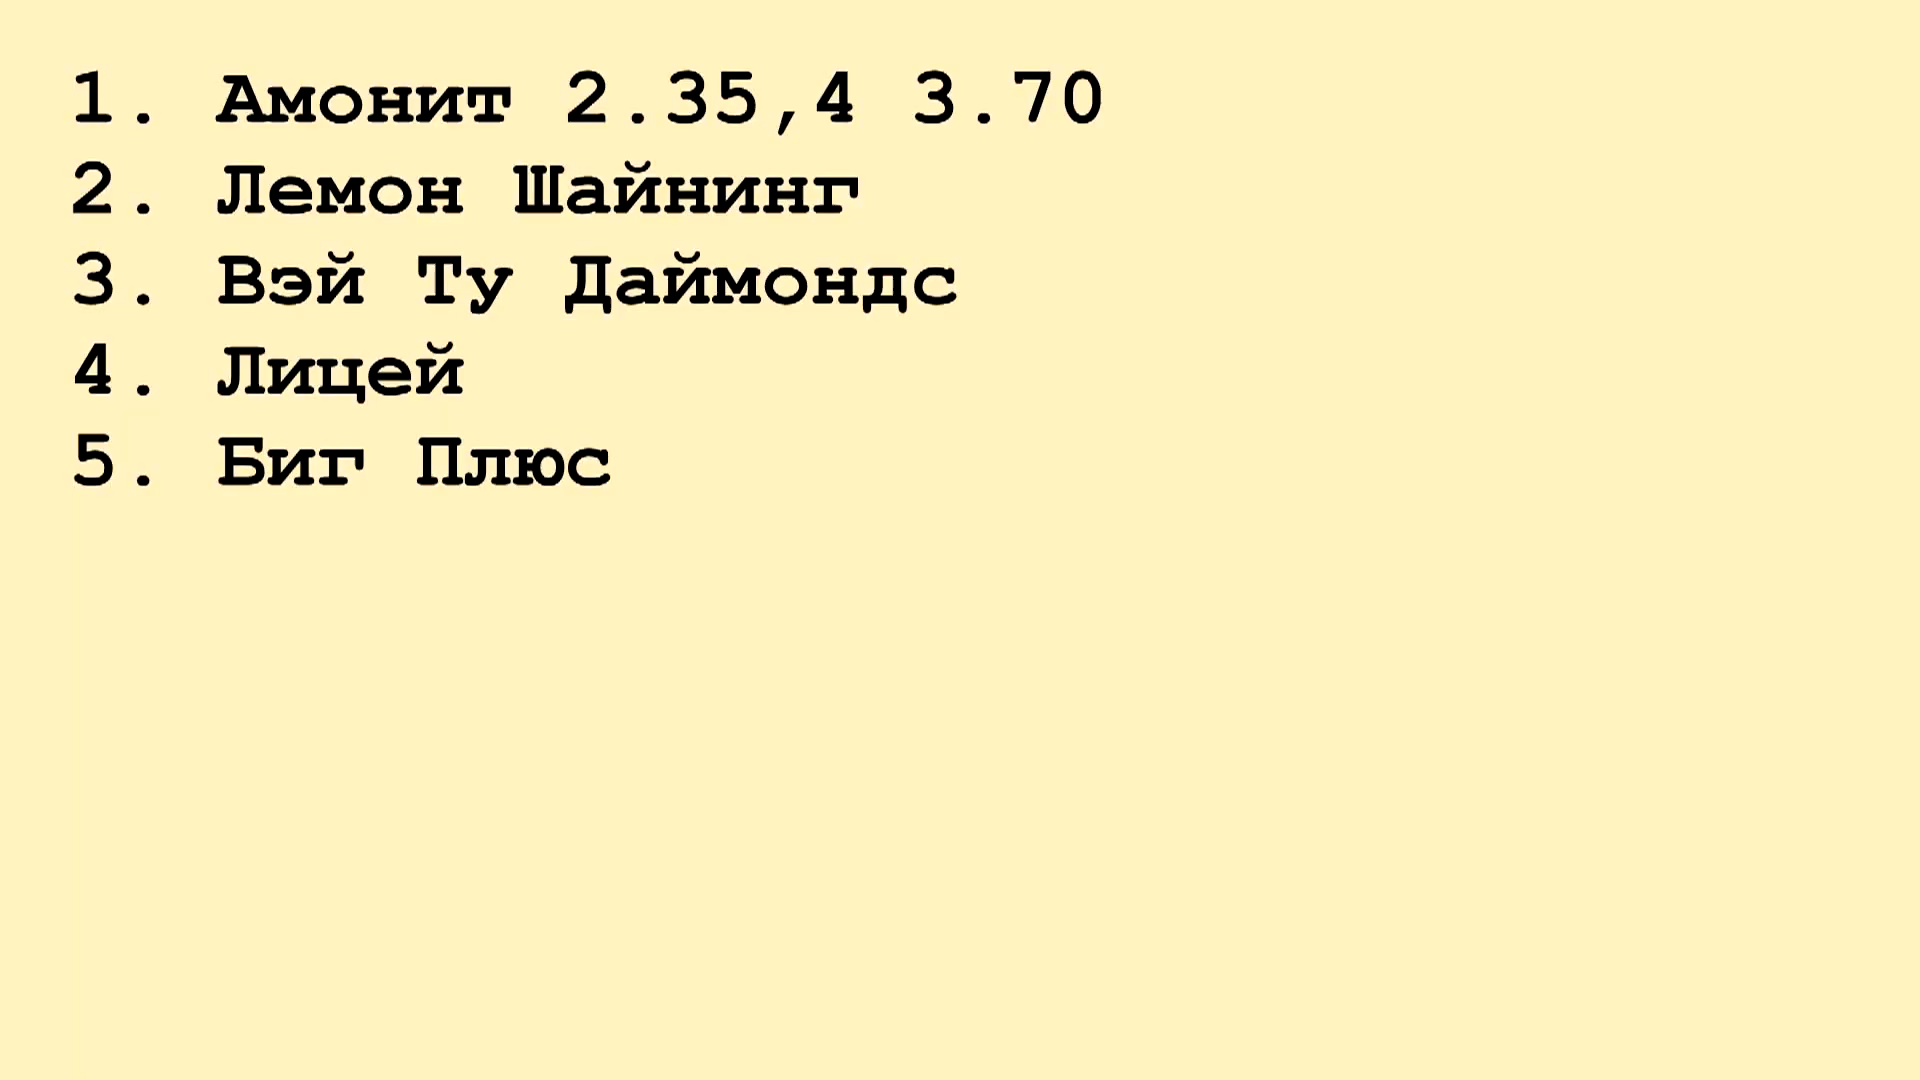 1. Амонит 2.35,4 3.70
2. Лемон Шайнинг
3. Вэй Ту Даймондс
4. Лицей
5. Биг Плюс